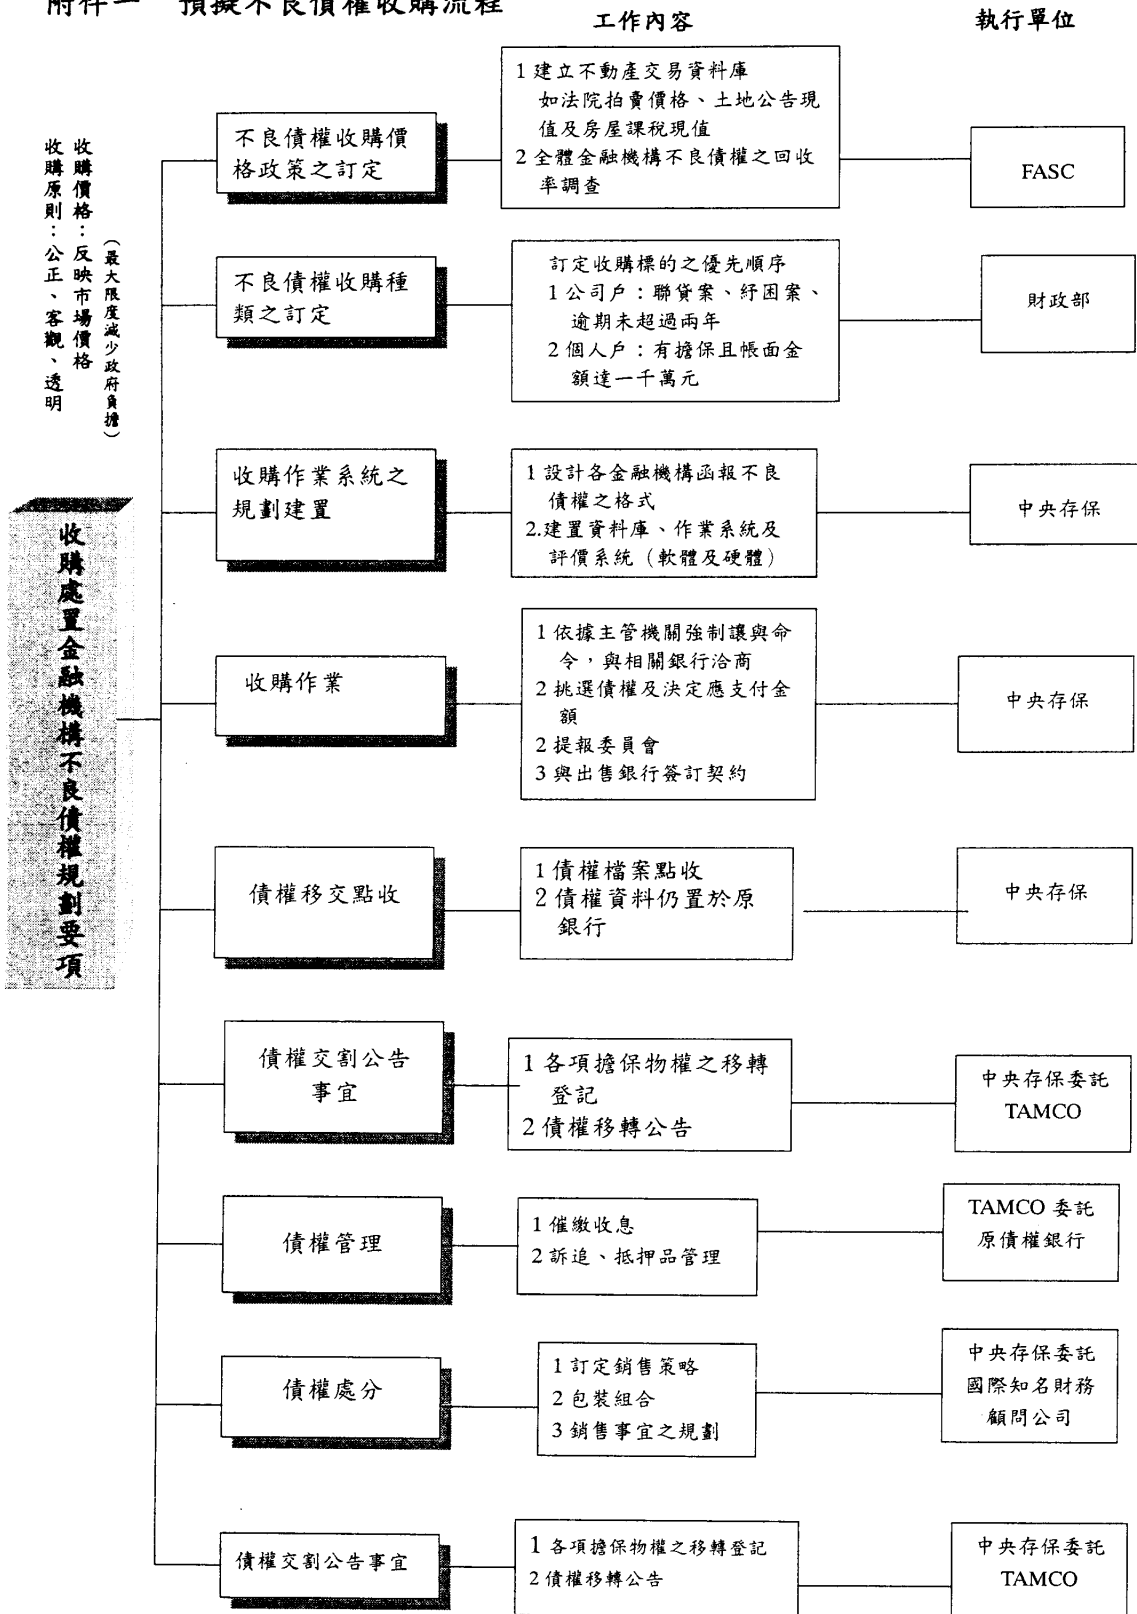 附件一　預擬不良債權收購流程
工作內容
執行單位
收購原則：公正、客觀、透明
收購價格：反映市場價格
（最大限度減少政府負擔）
收購處置金融機構不良債權規劃要項
不良債權收購價
格政策之訂定
1 建立不動產交易資料庫
如法院拍賣價格、土地公告現
值及房屋課稅現值
2 全體金融機構不良債權之回收
率調查
FASC
不良債權收購種
類之訂定
訂定收購標的之優先順序
1 公司戶：聯貸案、紓困案、
逾期未超過兩年
2 個人戶：有擔保且帳面金
額達一千萬元
財政部
收購作業系統之
規劃建置
1 設計各金融機構函報不良
債權之格式
2.建置資料庫、作業系統及
評價系統（軟體及硬體）
中央存保
收購作業
1 依據主管機關強制讓與命
令，與相關銀行洽商
2 挑選債權及決定應支付金
額
2 提報委員會
3 與出售銀行簽訂契約
中央存保
債權移交點收
1 債權檔案點收
2 債權資料仍置於原
銀行
中央存保
債權交割公告
事宜
1 各項擔保物權之移轉
登記
2 債權移轉公告
中央存保委託
TAMCO
債權管理
1 催繳收息
2 訴追、抵押品管理
TAMCO 委託
原債權銀行
債權處分
1 訂定銷售策略
2 包裝組合
3 銷售事宜之規劃
中央存保委託
國際知名財務
顧問公司
債權交割公告事宜
1 各項擔保物權之移轉登記
2 債權移轉公告
中央存保委託
TAMCO